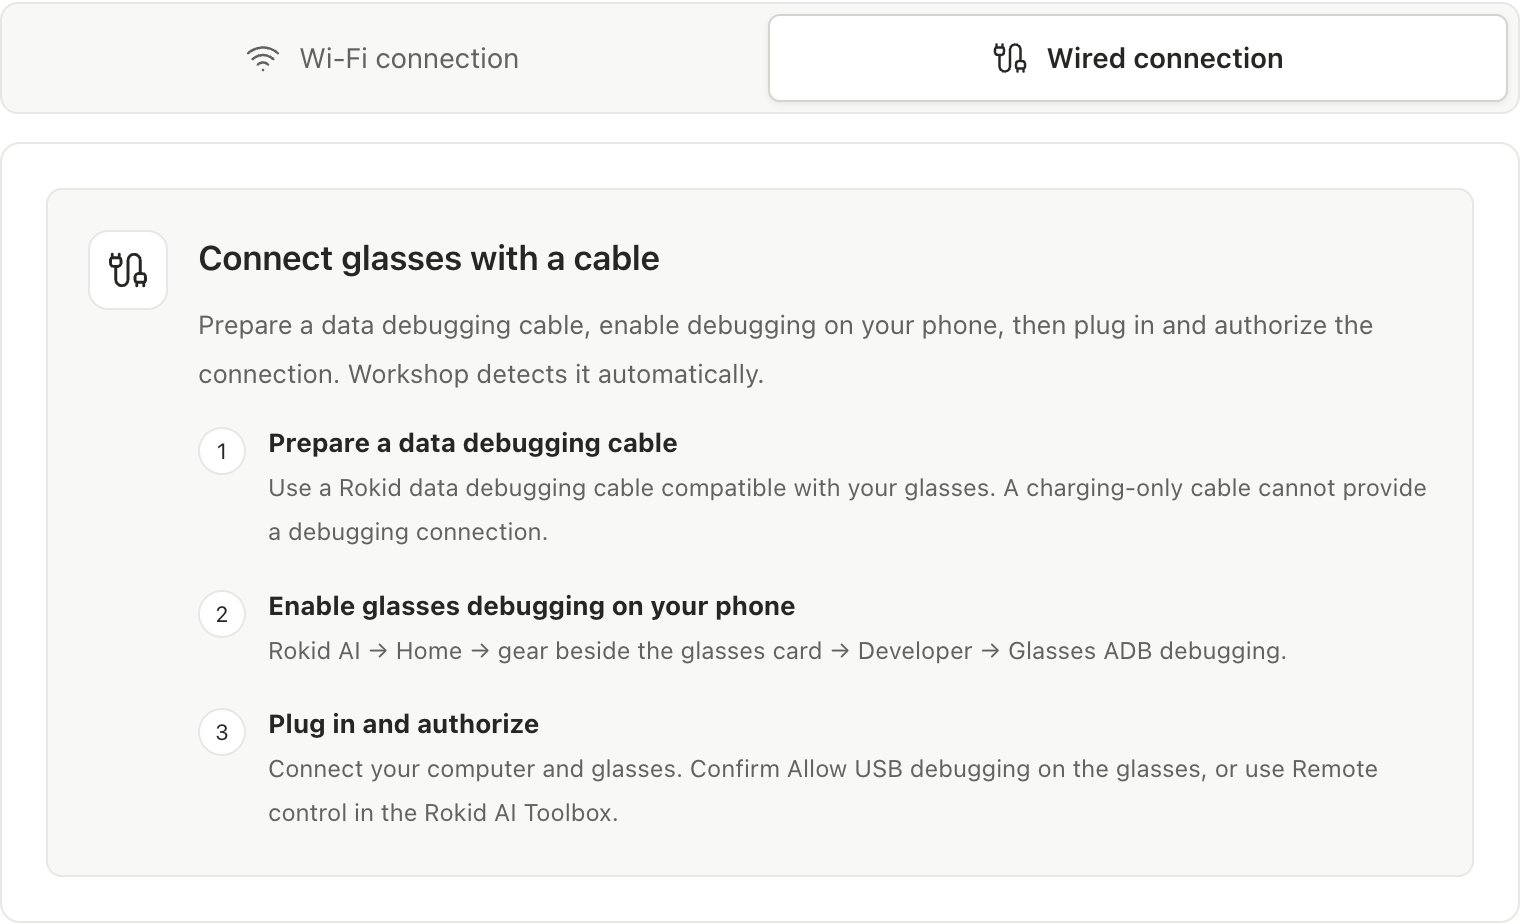 Wi-Fi connection
Wired connection
Connect glasses with a cable
Prepare a data debugging cable, enable debugging on your phone, then plug in and authorize the
connection. Workshop detects it automatically.
1
Prepare a data debugging cable
Use a Rokid data debugging cable compatible with your glasses. A charging-only cable cannot provide
a debugging connection.
2
Enable glasses debugging on your phone
Rokid AI → Home → gear beside the glasses card → Developer → Glasses ADB debugging.
3
Plug in and authorize
Connect your computer and glasses. Confirm Allow USB debugging on the glasses, or use Remote
control in the Rokid AI Toolbox.